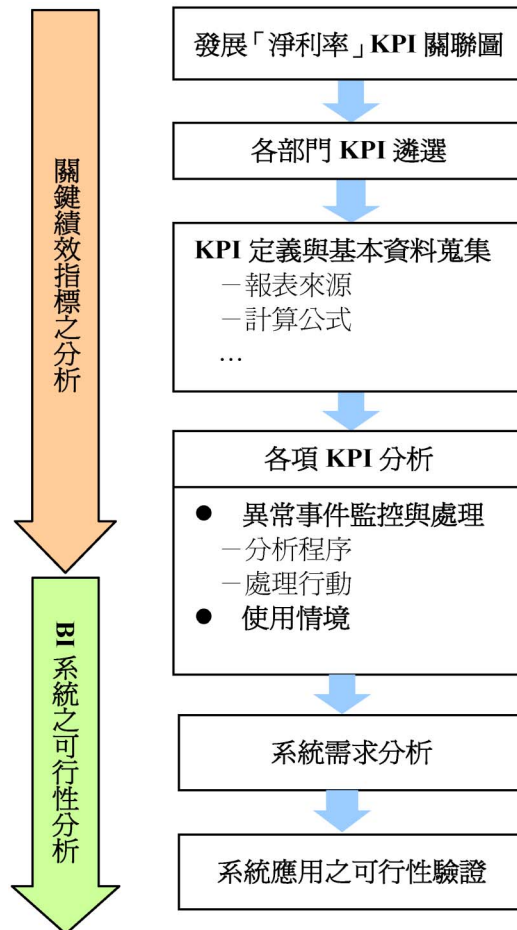 發展「淨利率」KPI 關聯圖
各部門 KPI 遴選
KPI 定義與基本資料蒐集
－報表來源
－計算公式
…
各項 KPI 分析
● 異常事件監控與處理
－分析程序
－處理行動
● 使用情境
系統需求分析
系統應用之可行性驗證
關鍵績效指標之分析
BI 系統之可行性分析